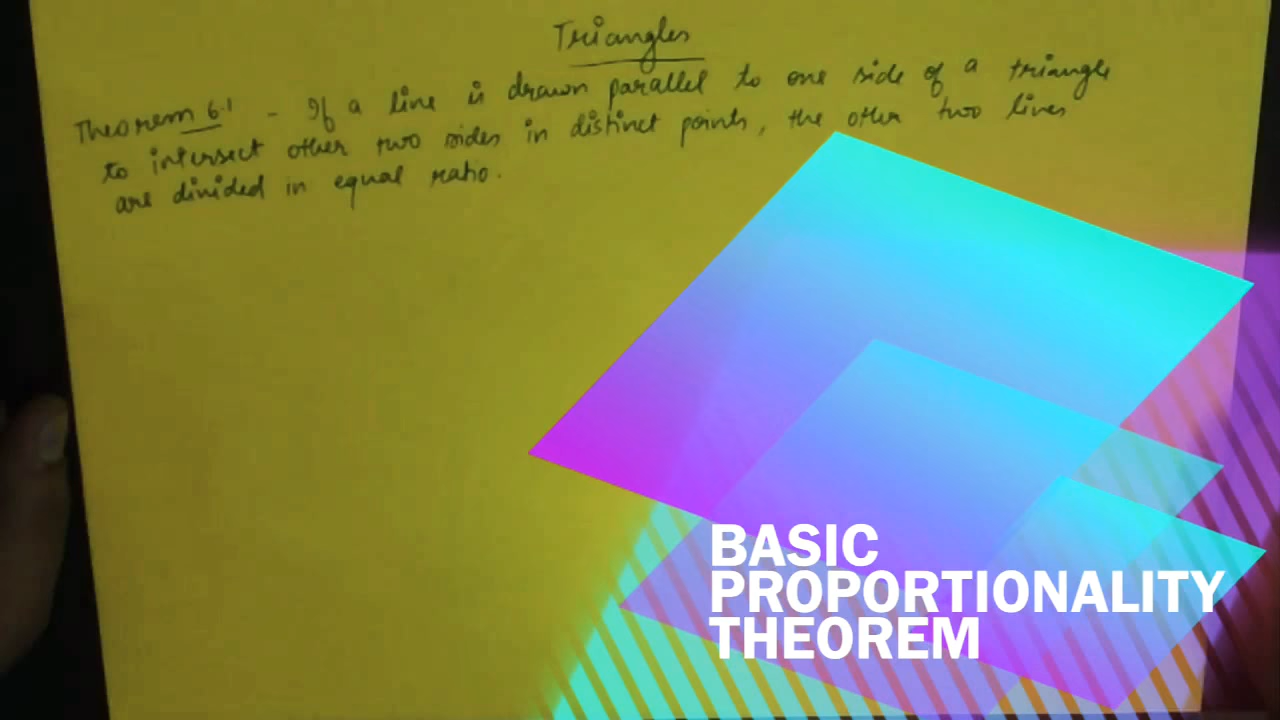 Triangles
Theorem 6.1 - If a line is drawn parallel to one side of a triangle
to intersect other two sides in distinct points, the other two lines
are divided in equal ratio.
BASIC
PROPORTIONALITY
THEOREM